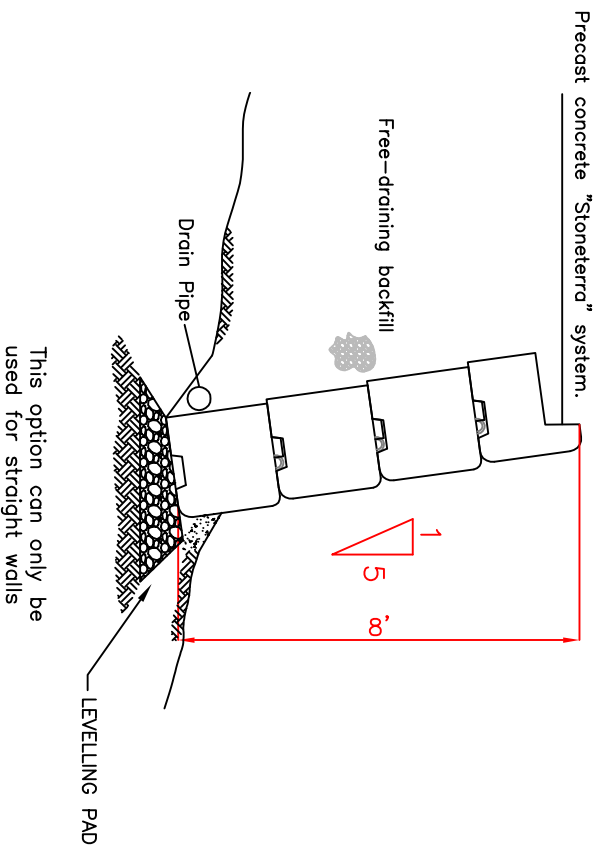 Precast concrete "Stoneterra" system.
Free-draining backfill
1
5
8'
Drain Pipe
LEVELLING PAD
This option can only be
used for straight walls